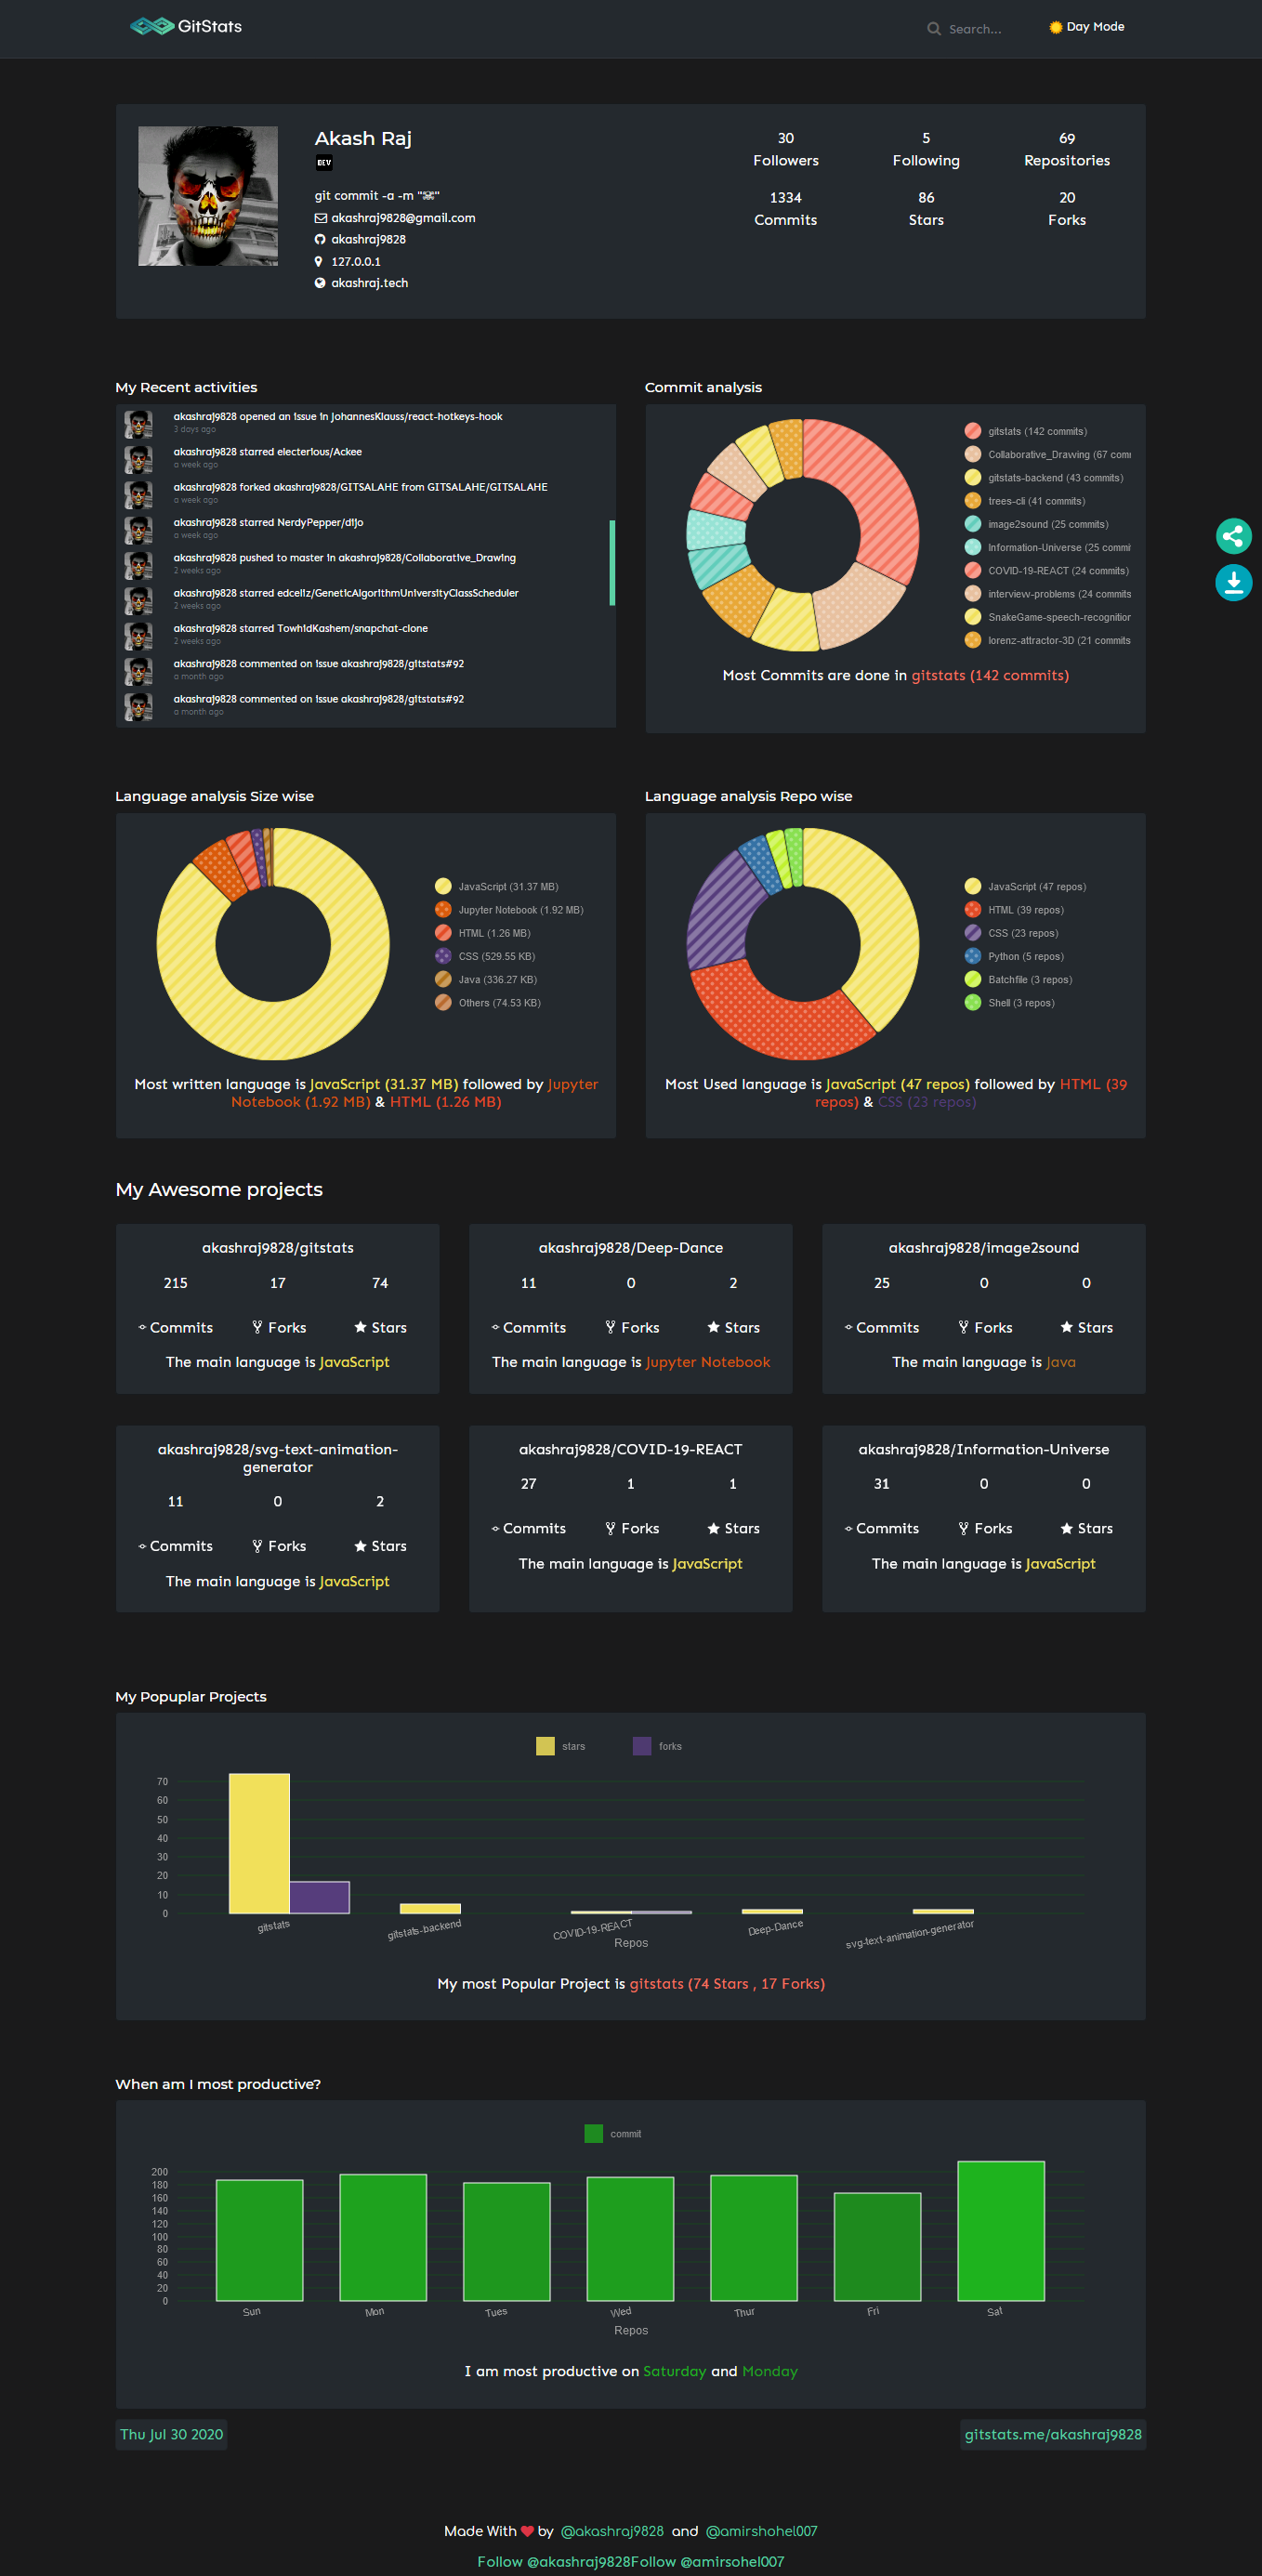 GitStats
Search...
Day Mode
Akash Raj
DEV
git commit -a -m "☠"
akashraj9828@gmail.com
akashraj9828
127.0.0.1
akashraj.tech
30 5 69
Followers Following Repositories
1334 86 20
Commits Stars Forks
My Recent activities
akashraj9828 opened an issue in JohannesKlauss/react-hotkeys-hook
3 days ago
akashraj9828 starred electerious/Ackee
a week ago
akashraj9828 forked akashraj9828/GITSALAHE from GITSALAHE/GITSALAHE
a week ago
akashraj9828 starred NerdyPepper/dijo
a week ago
akashraj9828 pushed to master in akashraj9828/Collaborative_Drawing
2 weeks ago
akashraj9828 starred edceliz/GeneticAlgorithmUniversityClassScheduler
2 weeks ago
akashraj9828 starred TowhidKashem/snapchat-clone
2 weeks ago
akashraj9828 commented on issue akashraj9828/gitstats#92
a month ago
akashraj9828 commented on issue akashraj9828/gitstats#92
a month ago
Commit analysis
gitstats (142 commits)
Collaborative_Drawing (67 com
gitstats-backend (43 commits)
trees-cli (41 commits)
image2sound (25 commits)
Information-Universe (25 commi
COVID-19-REACT (24 commits)
interview-problems (24 commits
SnakeGame-speech-recognition
lorenz-attractor-3D (21 commits
Most Commits are done in gitstats (142 commits)
Language analysis Size wise
JavaScript (31.37 MB)
Jupyter Notebook (1.92 MB)
HTML (1.26 MB)
CSS (529.55 KB)
Java (336.27 KB)
Others (74.53 KB)
Most written language is JavaScript (31.37 MB) followed by Jupyter
Notebook (1.92 MB) & HTML (1.26 MB)
Language analysis Repo wise
JavaScript (47 repos)
HTML (39 repos)
CSS (23 repos)
Python (5 repos)
Batchfile (3 repos)
Shell (3 repos)
Most Used language is JavaScript (47 repos) followed by HTML (39
repos) & CSS (23 repos)
My Awesome projects
akashraj9828/gitstats
215 17 74
Commits Forks Stars
The main language is JavaScript
akashraj9828/Deep-Dance
11 0 2
Commits Forks Stars
The main language is Jupyter Notebook
akashraj9828/image2sound
25 0 0
Commits Forks Stars
The main language is Java
akashraj9828/svg-text-animation-
generator
11 0 2
Commits Forks Stars
The main language is JavaScript
akashraj9828/COVID-19-REACT
27 1 1
Commits Forks Stars
The main language is JavaScript
akashraj9828/Information-Universe
31 0 0
Commits Forks Stars
The main language is JavaScript
My Popuplar Projects
stars forks
70
60
50
40
30
20
10
0
gitstats gitstats-backend COVID-19-REACT Deep-Dance svg-text-animation-generator
Repos
My most Popular Project is gitstats (74 Stars , 17 Forks)
When am I most productive?
commit
200
180
160
140
120
100
80
60
40
20
0
Sun Mon Tues Wed Thur Fri Sat
Repos
I am most productive on Saturday and Monday
Thu Jul 30 2020
gitstats.me/akashraj9828
Made With ❤ by @akashraj9828 and @amirshohel007
Follow @akashraj9828Follow @amirsohel007